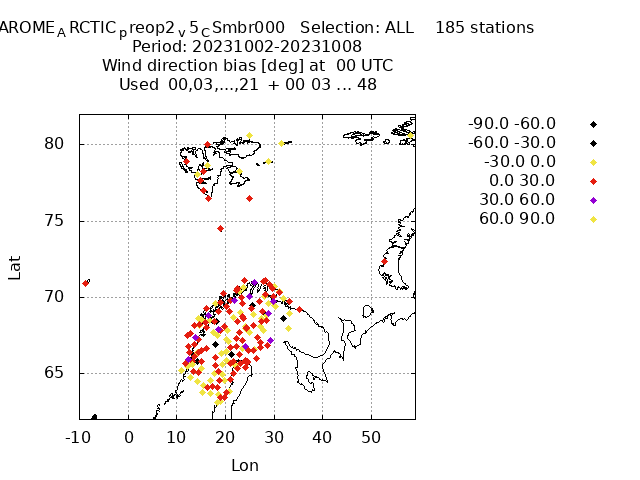 AROME_ARCTIC_preop2_v5_CSmbr000 Selection: ALL 185 stations
Period: 20231002-20231008
Wind direction bias [deg] at 00 UTC
Used 00,03,...,21 + 00 03 ... 48
-90.0 -60.0
-60.0 -30.0
-30.0 0.0
0.0 30.0
30.0 60.0
60.0 90.0
80
75
70
65
Lat
-10 0 10 20 30 40 50
Lon